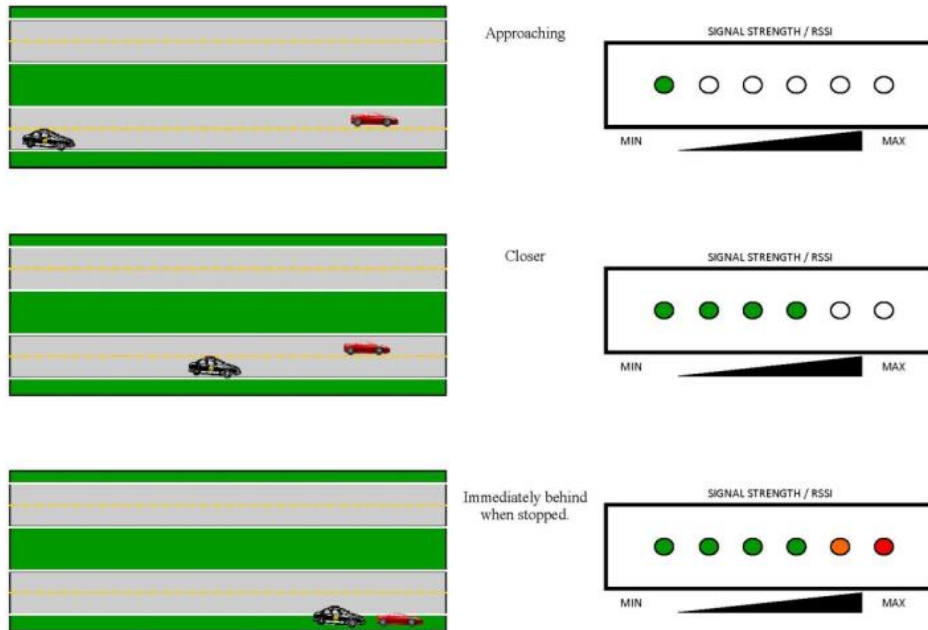 Approaching
SIGNAL STRENGTH / RSSI
MIN
MAX
Closer
SIGNAL STRENGTH / RSSI
MIN
MAX
Immediately behind
when stopped.
SIGNAL STRENGTH / RSSI
MIN
MAX